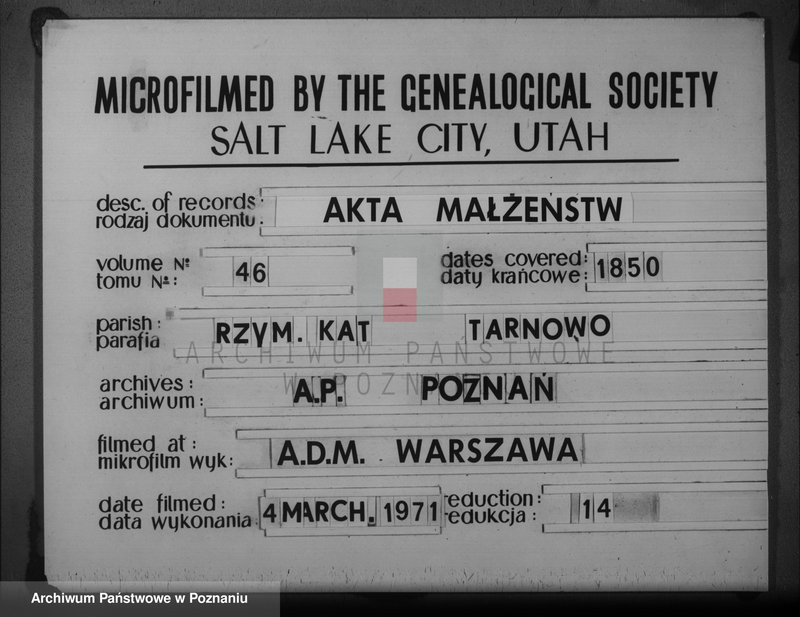 MICROFILMED BY THE GENEALOGICAL SOCIETY
SALT LAKE CITY, UTAH
desc. of records:
rodzaj dokumentu: AKTA MAŁŻEŃSTW
volume №
tomu №: 46
dates covered:
daty krańcowe: 1850
parish:
parafia RZYM. KAT TARNOWO
ARCHIWUM PAŃSTWOWE
W POZNANIU
archives:
archiwum: A.P. POZNAŃ
filmed at:
mikrofilm wyk: A.D.M. WARSZAWA
date filmed:
data wykonania 4 MARCH. 1971
reduction:
redukcja: 14
Archiwum Państwowe w Poznaniu